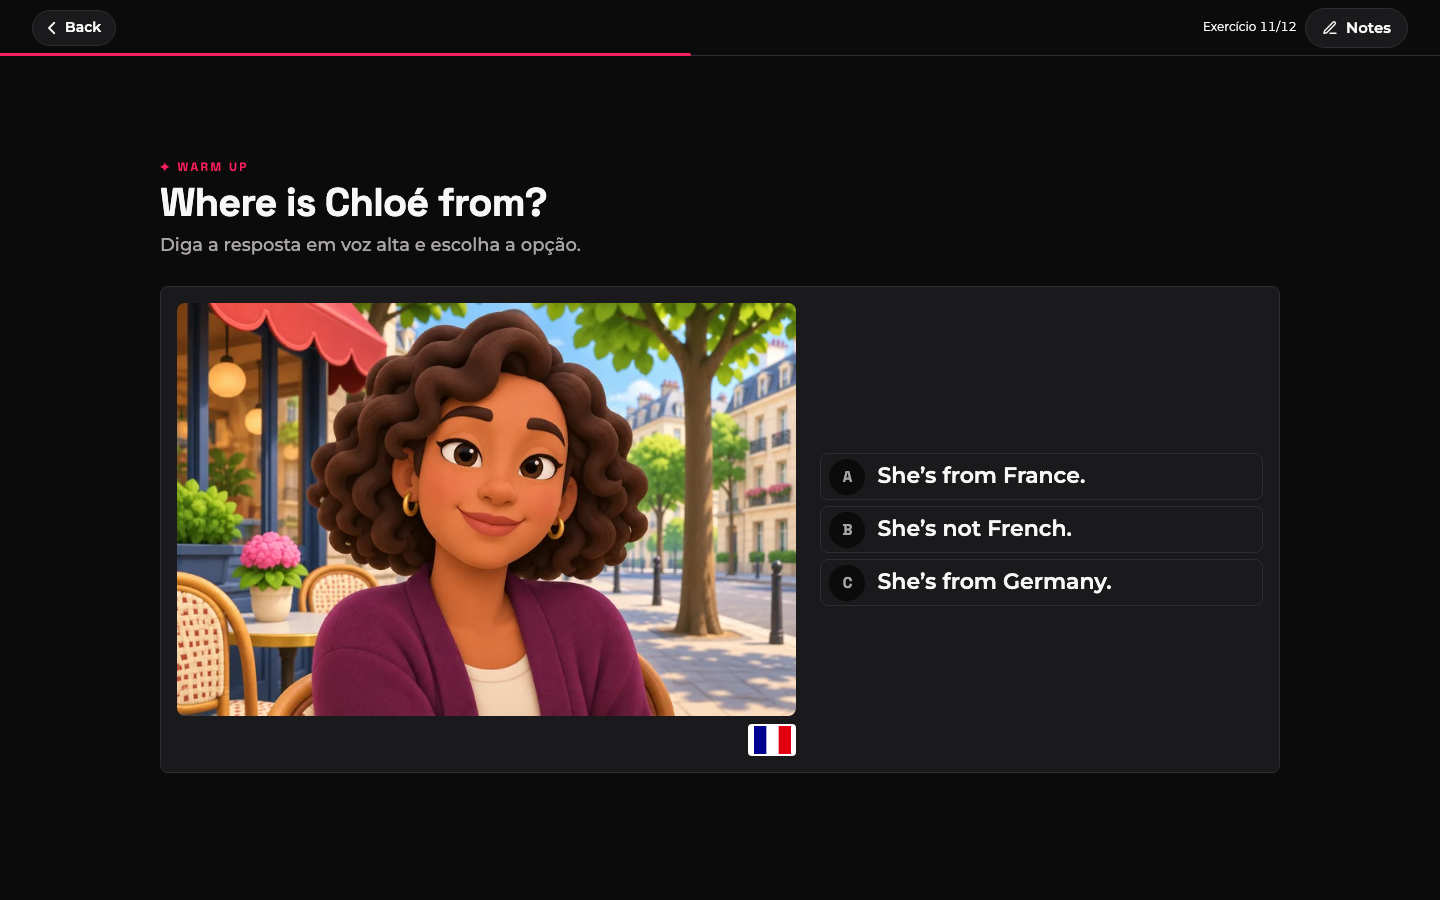 Back
Exercício 11/12
Notes
WARM UP
Where is Chloé from?
Diga a resposta em voz alta e escolha a opção.
A She’s from France.
B She’s not French.
C She’s from Germany.